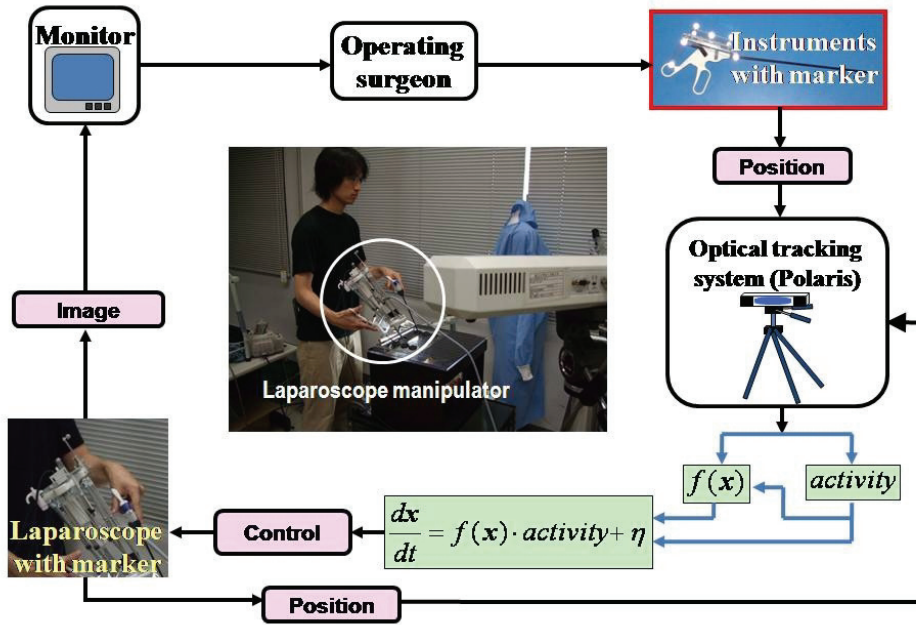 Monitor
Operating
surgeon
Instruments
with marker
Position
Optical tracking
system (Polaris)
Image
Laparoscope manipulator
f(x)
activity
dx/dt = f(x) · activity + η
Control
Laparoscope
with marker
Position